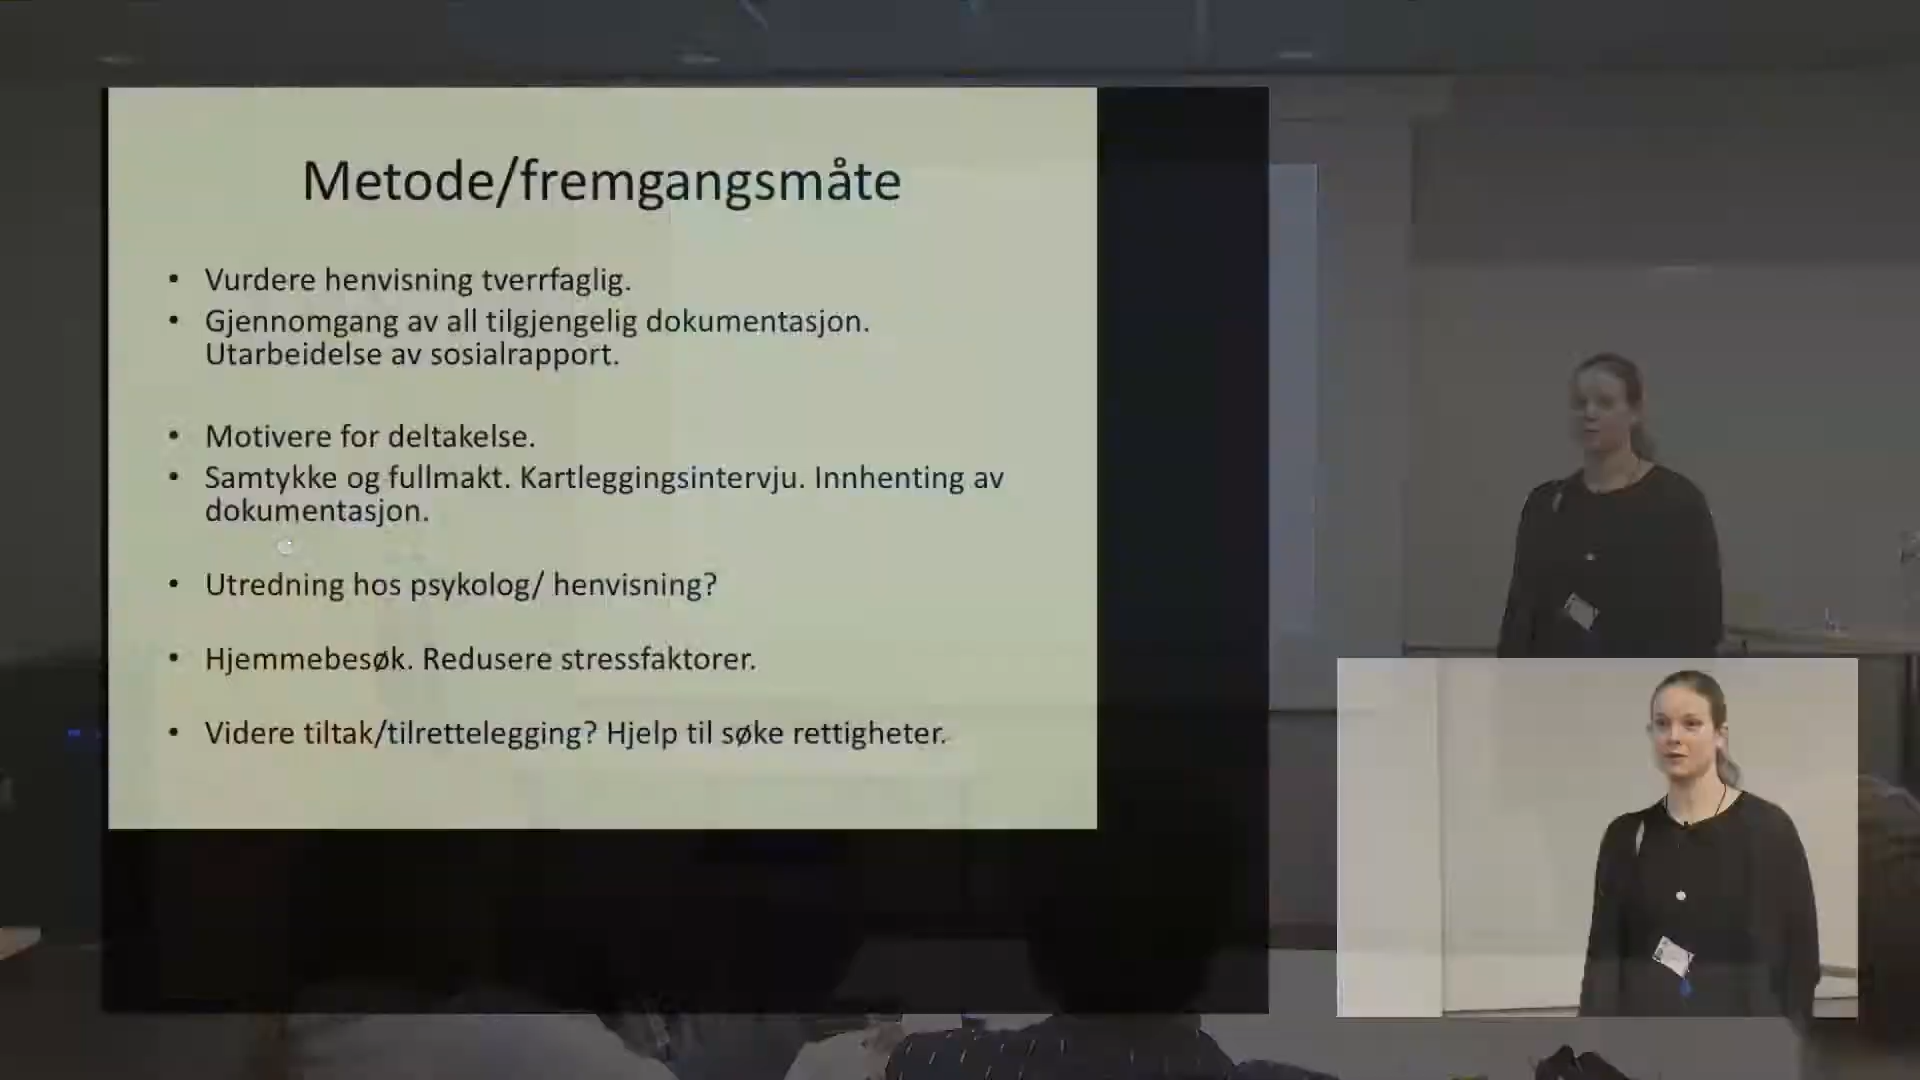 Metode/fremgangsmåte
• Vurdere henvisning tverrfaglig.
• Gjennomgang av all tilgjengelig dokumentasjon.
Utarbeidelse av sosialrapport.
• Motivere for deltakelse.
• Samtykke og fullmakt. Kartleggingsintervju. Innhenting av
dokumentasjon.
• Utredning hos psykolog/ henvisning?
• Hjemmebesøk. Redusere stressfaktorer.
• Videre tiltak/tilrettelegging? Hjelp til søke rettigheter.